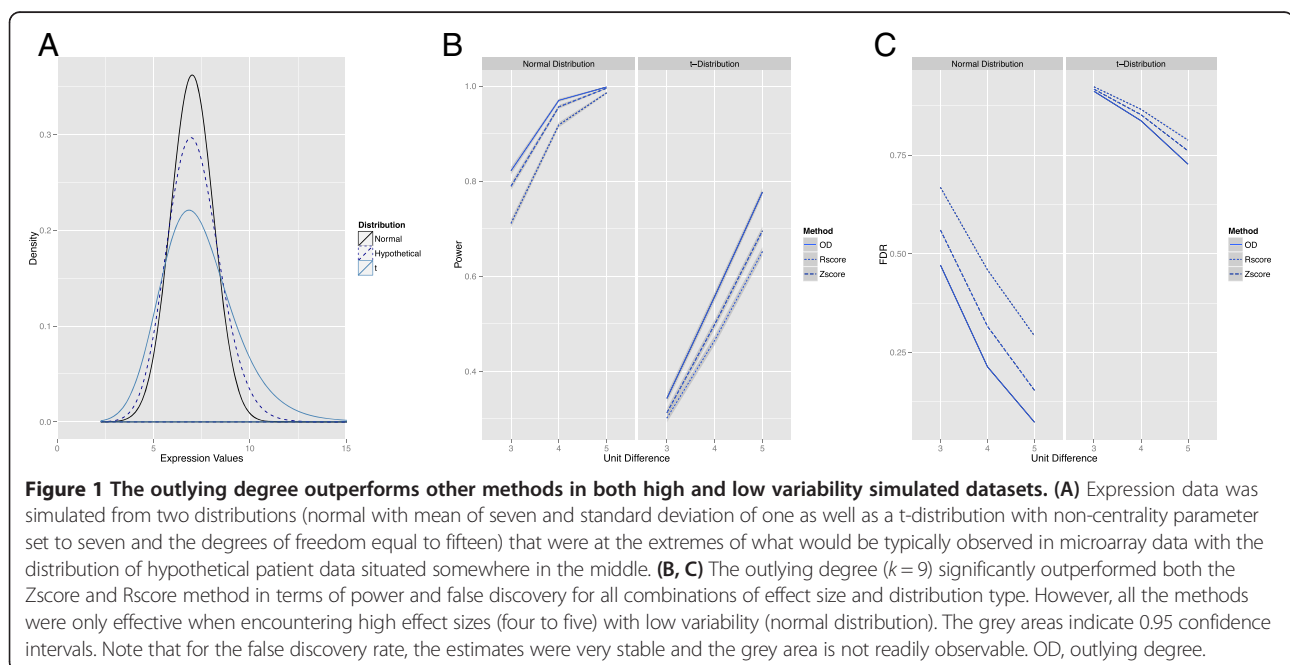 A
B
C
Density
0.3
0.2
0.1
0.0
0
5
10
15
Expression Values
Distribution
Normal
Hypothetical
t
Normal Distribution
t–Distribution
Power
1.0
0.8
0.6
0.4
3
4
5
3
4
5
Unit Difference
Method
OD
Rscore
Zscore
Normal Distribution
t–Distribution
FDR
0.75
0.50
0.25
3
4
5
3
4
5
Unit Difference
Method
OD
Rscore
Zscore
Figure 1 The outlying degree outperforms other methods in both high and low variability simulated datasets. (A) Expression data was
simulated from two distributions (normal with mean of seven and standard deviation of one as well as a t-distribution with non-centrality parameter
set to seven and the degrees of freedom equal to fifteen) that were at the extremes of what would be typically observed in microarray data with the
distribution of hypothetical patient data situated somewhere in the middle. (B, C) The outlying degree (k = 9) significantly outperformed both the
Zscore and Rscore method in terms of power and false discovery for all combinations of effect size and distribution type. However, all the methods
were only effective when encountering high effect sizes (four to five) with low variability (normal distribution). The grey areas indicate 0.95 confidence
intervals. Note that for the false discovery rate, the estimates were very stable and the grey area is not readily observable. OD, outlying degree.